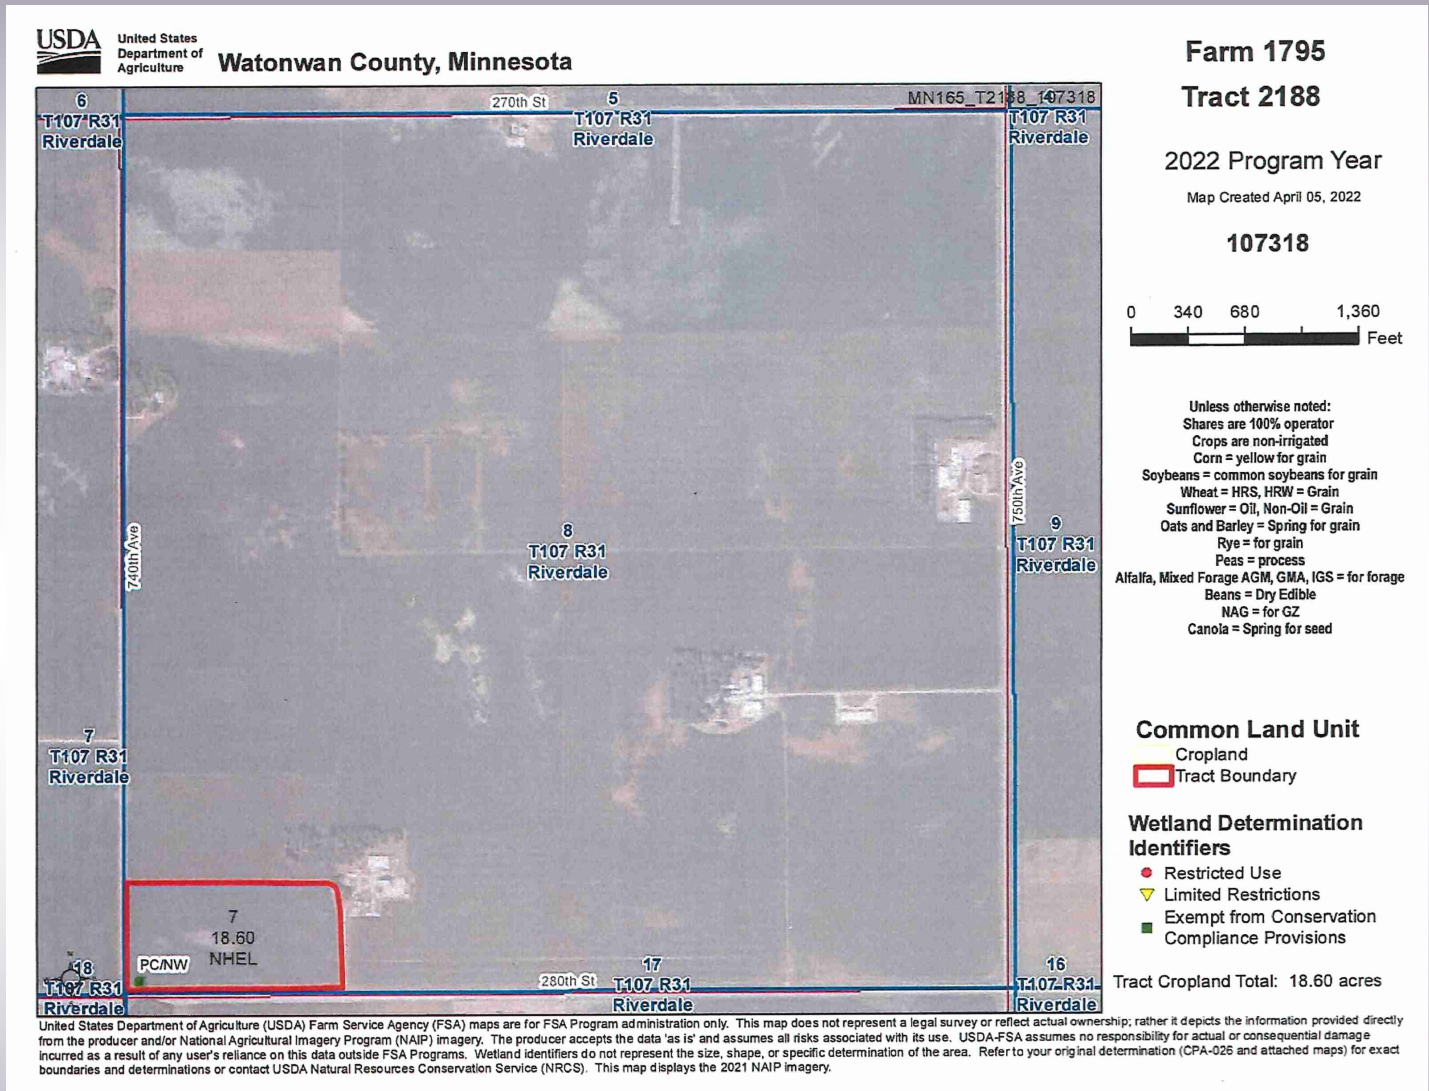 USDA
United States
Department of
Agriculture
Watonwan County, Minnesota
Farm 1795
Tract 2188
2022 Program Year
Map Created April 05, 2022
107318
0 340 680 1,360
Feet
Unless otherwise noted:
Shares are 100% operator
Crops are non-irrigated
Corn = yellow for grain
Soybeans = common soybeans for grain
Wheat = HRS, HRW = Grain
Sunflower = Oil, Non-Oil = Grain
Oats and Barley = Spring for grain
Rye = for grain
Peas = process
Alfalfa, Mixed Forage AGM, GMA, IGS = for forage
Beans = Dry Edible
NAG = for GZ
Canola = Spring for seed
Common Land Unit
Cropland
Tract Boundary
Wetland Determination
Identifiers
Restricted Use
Limited Restrictions
Exempt from Conservation
Compliance Provisions
Tract Cropland Total: 18.60 acres
6
T107 R31
Riverdale
270th St
5
T107 R31
Riverdale
MN165_T2188_107318
4
T107 R31
Riverdale
740th Ave
8
T107 R31
Riverdale
750th Ave
9
T107 R31
Riverdale
7
T107 R31
Riverdale
7
18.60
NHEL
PC/NW
N
18
T107 R31
Riverdale
280th St
17
T107 R31
Riverdale
16
T107 R31
Riverdale
United States Department of Agriculture (USDA) Farm Service Agency (FSA) maps are for FSA Program administration only. This map does not represent a legal survey or reflect actual ownership; rather it depicts the information provided directly
from the producer and/or National Agricultural Imagery Program (NAIP) imagery. The producer accepts the data 'as is' and assumes all risks associated with its use. USDA-FSA assumes no responsibility for actual or consequential damage
incurred as a result of any user's reliance on this data outside FSA Programs. Wetland identifiers do not represent the size, shape, or specific determination of the area. Refer to your original determination (CPA-026 and attached maps) for exact
boundaries and determinations or contact USDA Natural Resources Conservation Service (NRCS). This map displays the 2021 NAIP imagery.